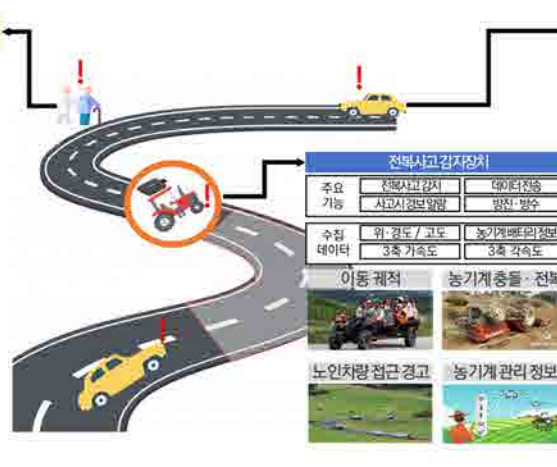 전복사고 감지장치
주요 기능
전복사고 감지
데이터 전송
사고시 경보 알람
방진·방수
수집 데이터
위·경도 / 고도
농기계 배터리 정보
3축 가속도
3축 각속도
이동 궤적
농기계 충돌·전복
노인차량 접근 경고
농기계 관리 정보